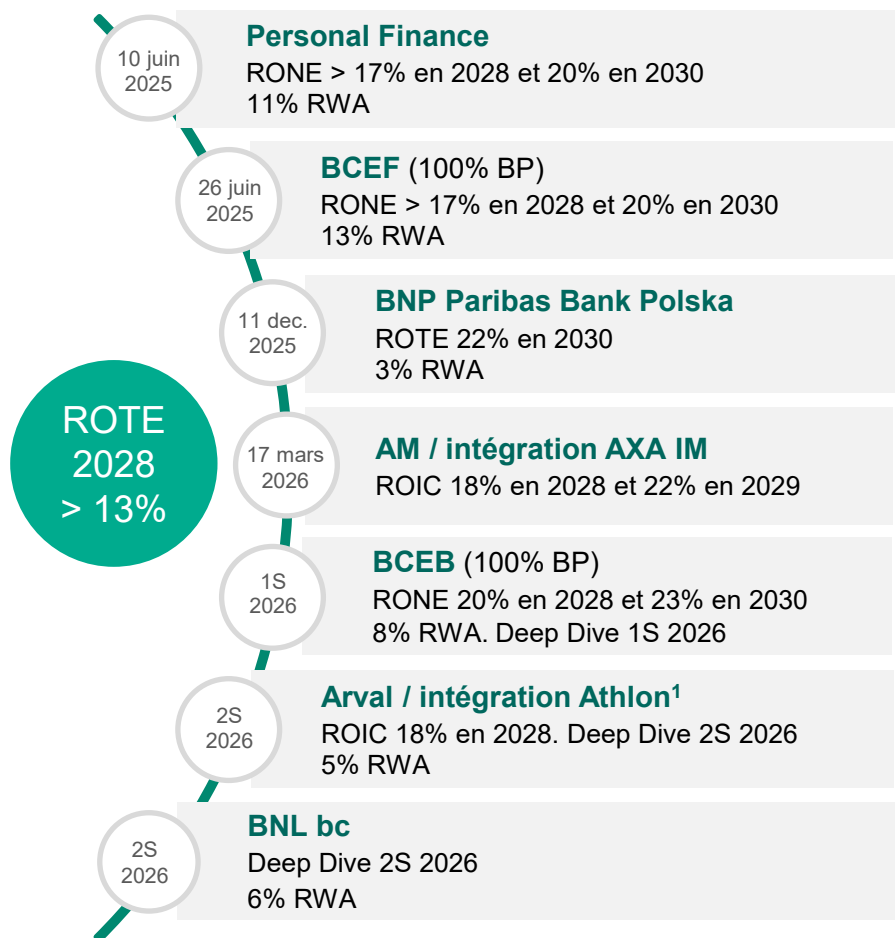 10 juin
2025
Personal Finance
RONE > 17% en 2028 et 20% en 2030
11% RWA
26 juin
2025
BCEF (100% BP)
RONE > 17% en 2028 et 20% en 2030
13% RWA
11 dec.
2025
BNP Paribas Bank Polska
ROTE 22% en 2030
3% RWA
ROTE
2028
> 13%
17 mars
2026
AM / intégration AXA IM
ROIC 18% en 2028 et 22% en 2029
1S
2026
BCEB (100% BP)
RONE 20% en 2028 et 23% en 2030
8% RWA. Deep Dive 1S 2026
2S
2026
Arval / intégration Athlon¹
ROIC 18% en 2028. Deep Dive 2S 2026
5% RWA
2S
2026
BNL bc
Deep Dive 2S 2026
6% RWA